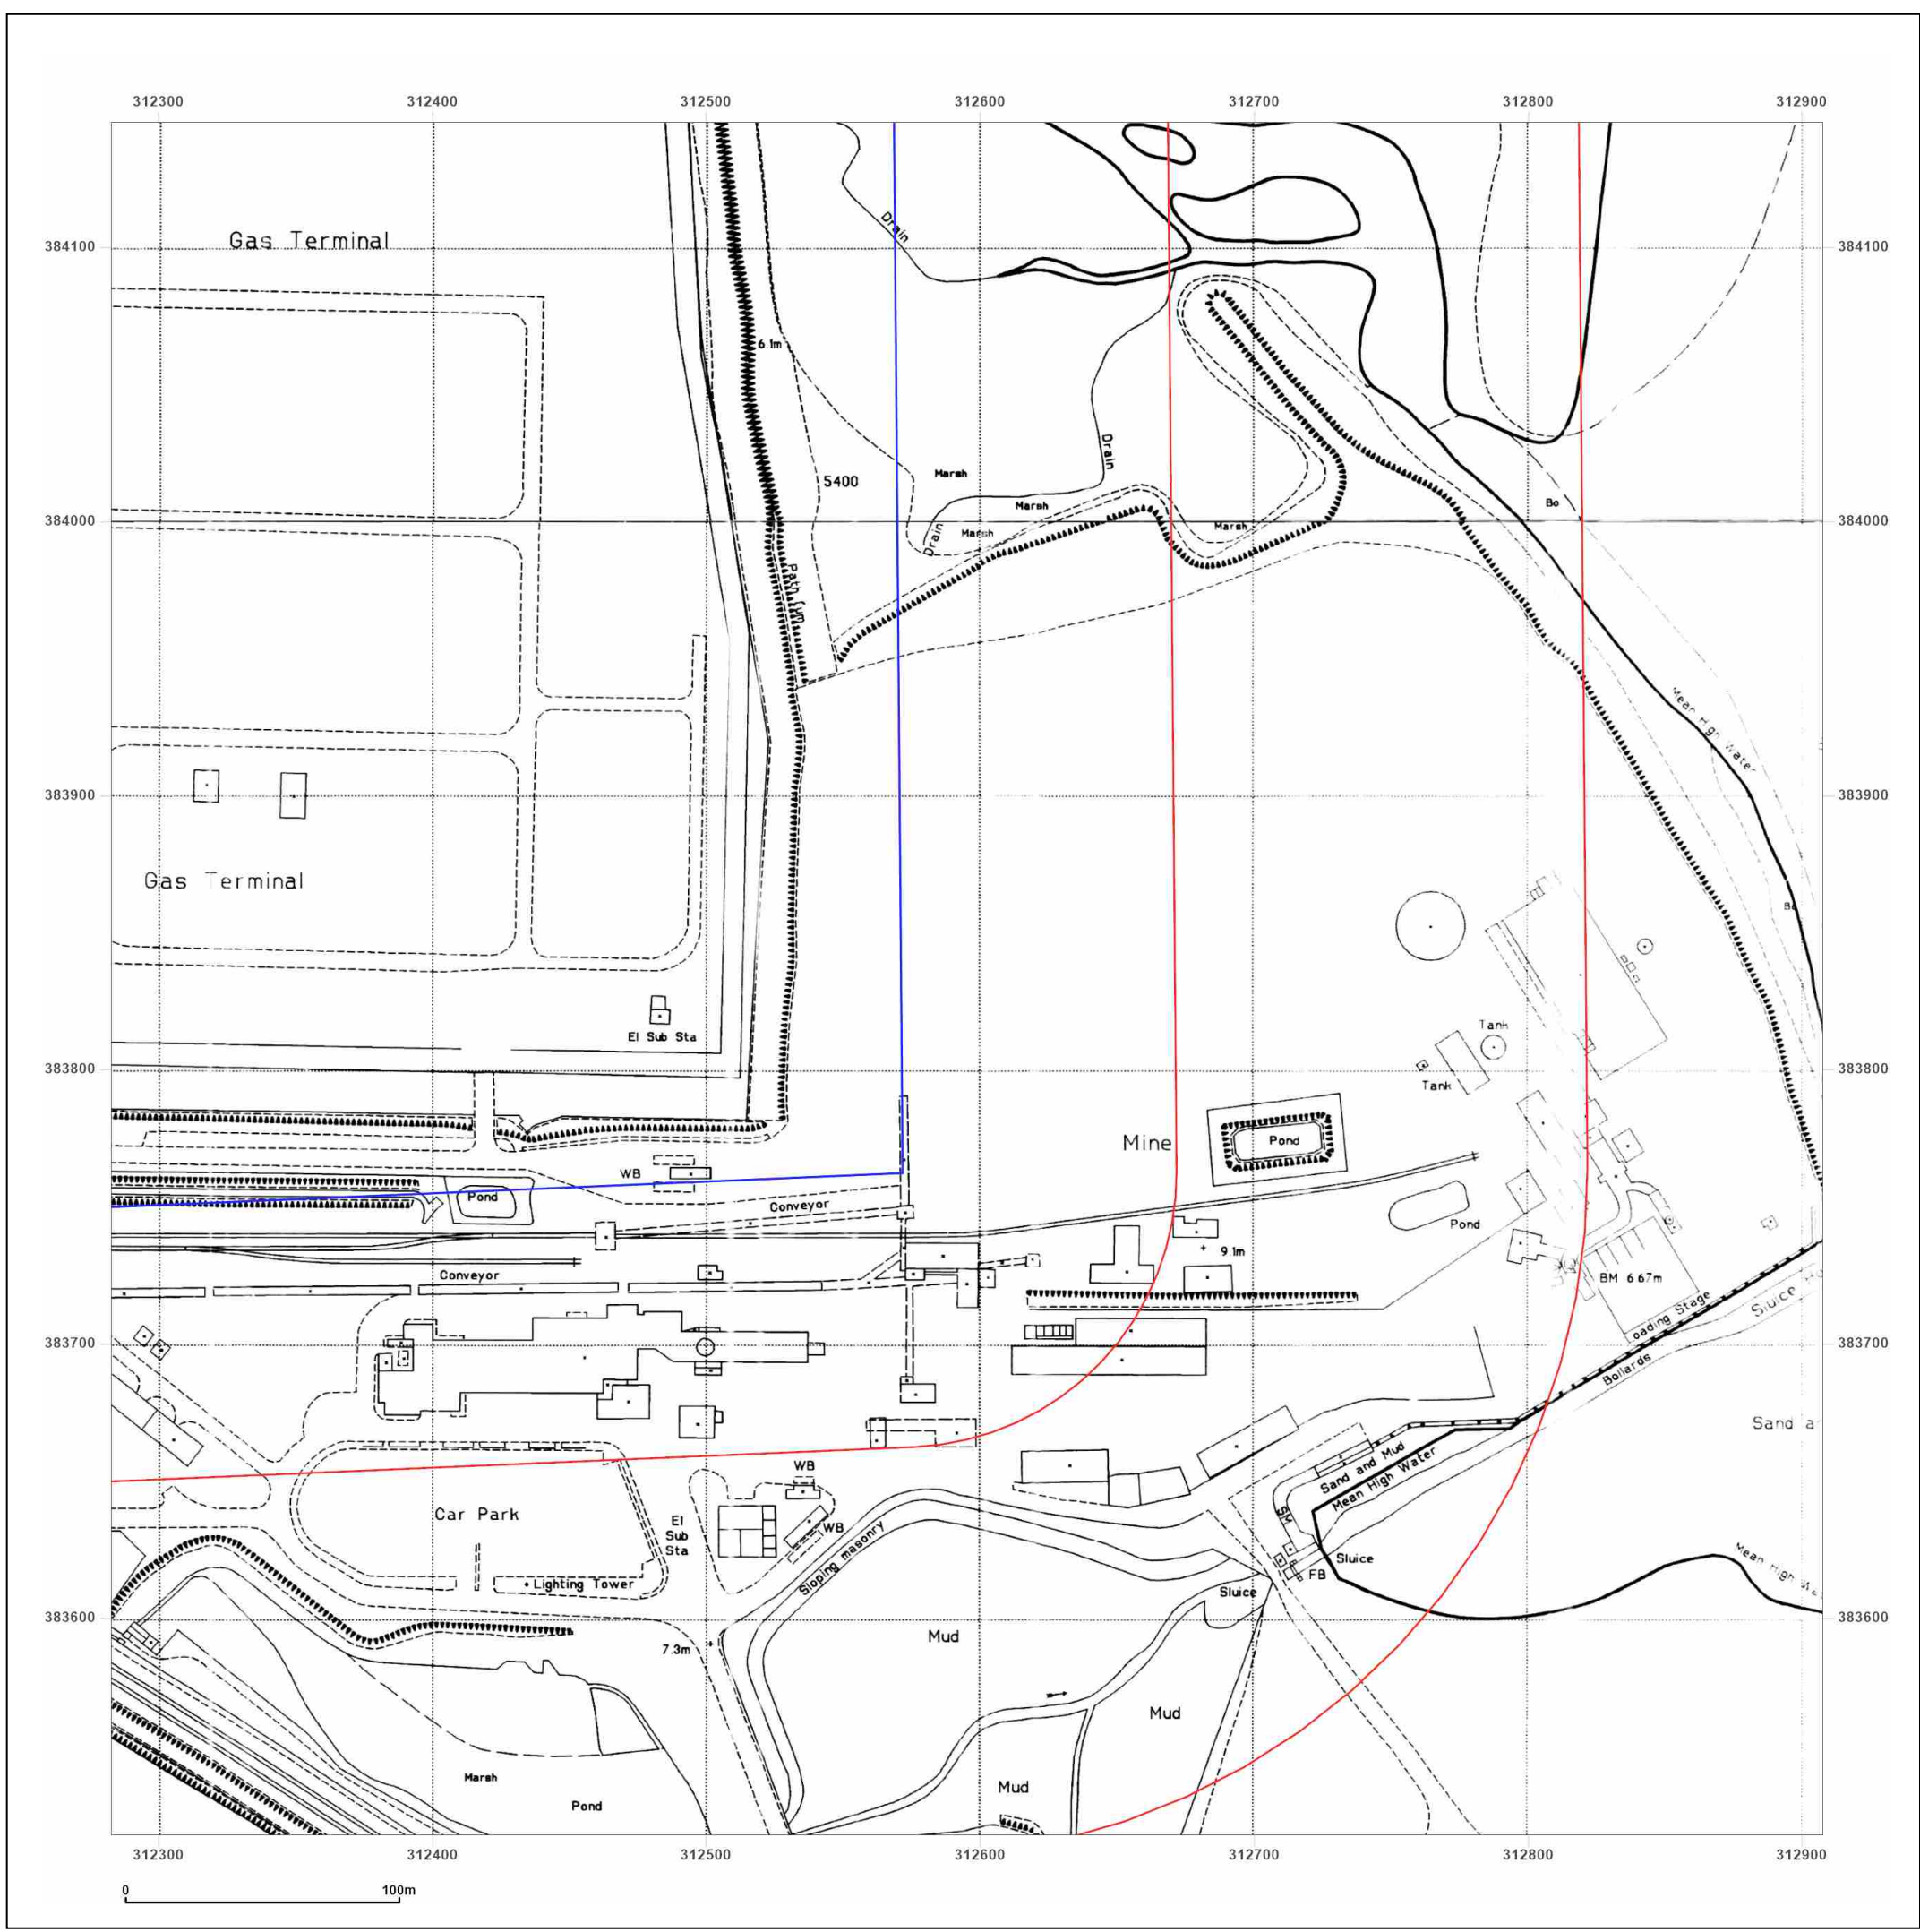 312300 312400 312500 312600 312700 312800 312900
384100 384100
Gas Terminal
Drain
6.1m
Drain
Marsh
5400
Marsh
Bo
384000 384000
Marsh
Drain
Marsh
Path (um)
Mean High Water
383900 383900
Gas Terminal
Tank
El Sub Sta
383800 383800
Tank
Mine
Pond
WB
Pond
Conveyor
Pond
9.1m
Conveyor
BM 6.67m
oading Stage
Sluice
383700 383700
Bollards
Sand a
Sand and Mud
WB
Mean High Water
Car Park
SM
El
Sub
Sta
WB
Sloping masonry
Mean High Wa
Sluice
FB
Lighting Tower
Sluice
383600 383600
Mud
7.3m
Mud
Marsh
Mud
Pond
312300 312400 312500 312600 312700 312800 312900
0 100m